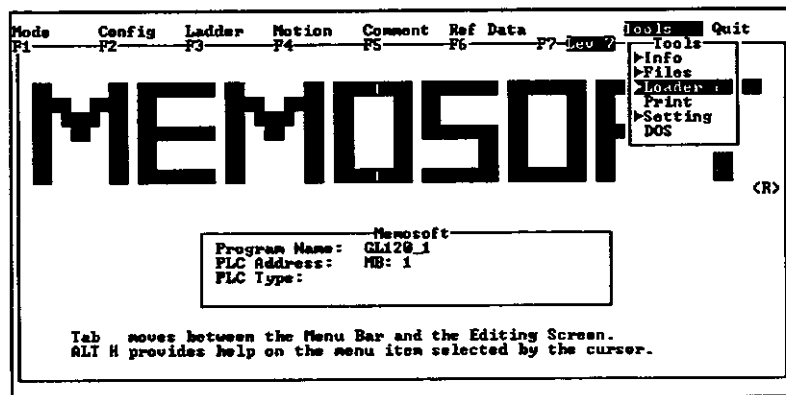 Mode Config Ladder Motion Comment Ref Data Tools Quit
F1 F2 F3 F4 F5 F6 F7 Lev ?
Tools
▶Info
▶Files
▶Loader
Print
▶Setting
DOS
MEMOSOF
(R)
Memosoft
Program Name: GL120_1
PLC Address: MB: 1
PLC Type:
Tab moves between the Menu Bar and the Editing Screen.
ALT H provides help on the menu item selected by the cursor.